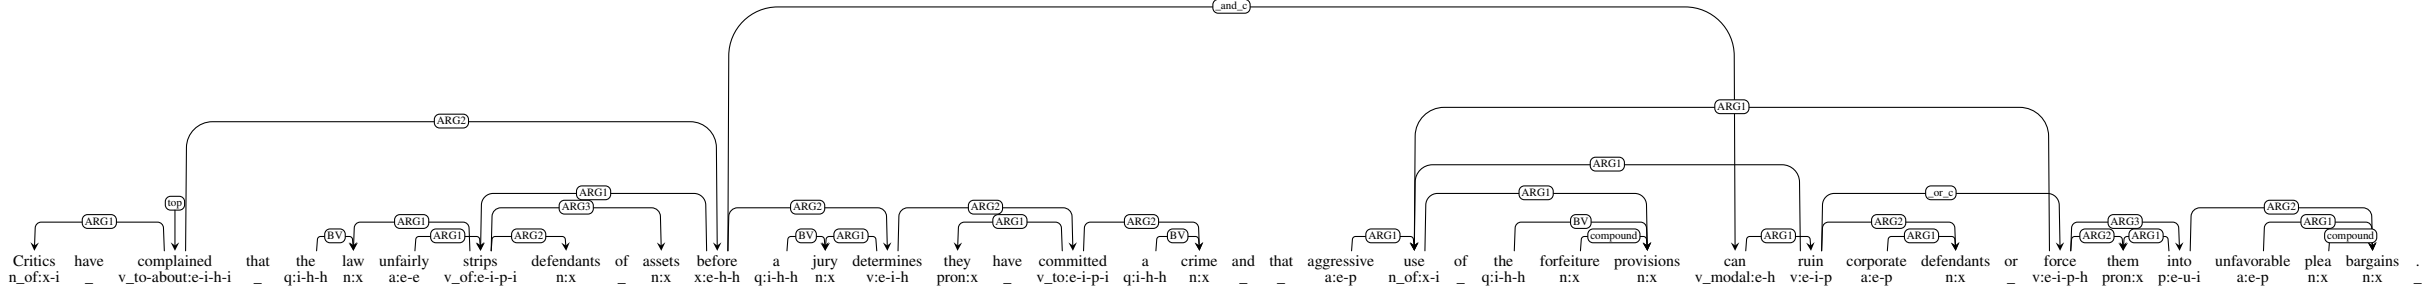 _and_c
ARG1
ARG2
ARG1 ARG1
top ARG1 _or_c
ARG3 ARG2 ARG2 ARG2
ARG1 ARG1 ARG1 ARG2 BV ARG2 ARG3 ARG1
BV ARG1 ARG2 BV ARG1 BV ARG1 compound ARG1 ARG1 ARG2 ARG1 compound
Critics have complained that the law unfairly strips defendants of assets before a jury determines they have committed a crime and that aggressive use of the forfeiture provisions can ruin corporate defendants or force them into unfavorable plea bargains .
n_of:x-i _ v_to-about:e-i-h-i _ q:i-h-h n:x a:e-e v_of:e-i-p-i n:x _ n:x x:e-h-h q:i-h-h n:x v:e-i-h pron:x _ v_to:e-i-p-i q:i-h-h n:x _ _ a:e-p n_of:x-i _ q:i-h-h n:x n:x v_modal:e-h v:e-i-p a:e-p n:x _ v:e-i-p-h pron:x p:e-u-i a:e-p n:x n:x _